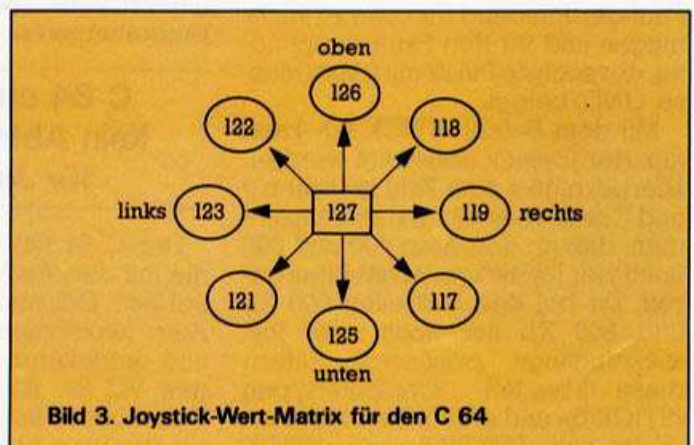 oben
126
122
118
links
123
127
119
rechts
121
117
125
unten
Bild 3. Joystick-Wert-Matrix für den C 64